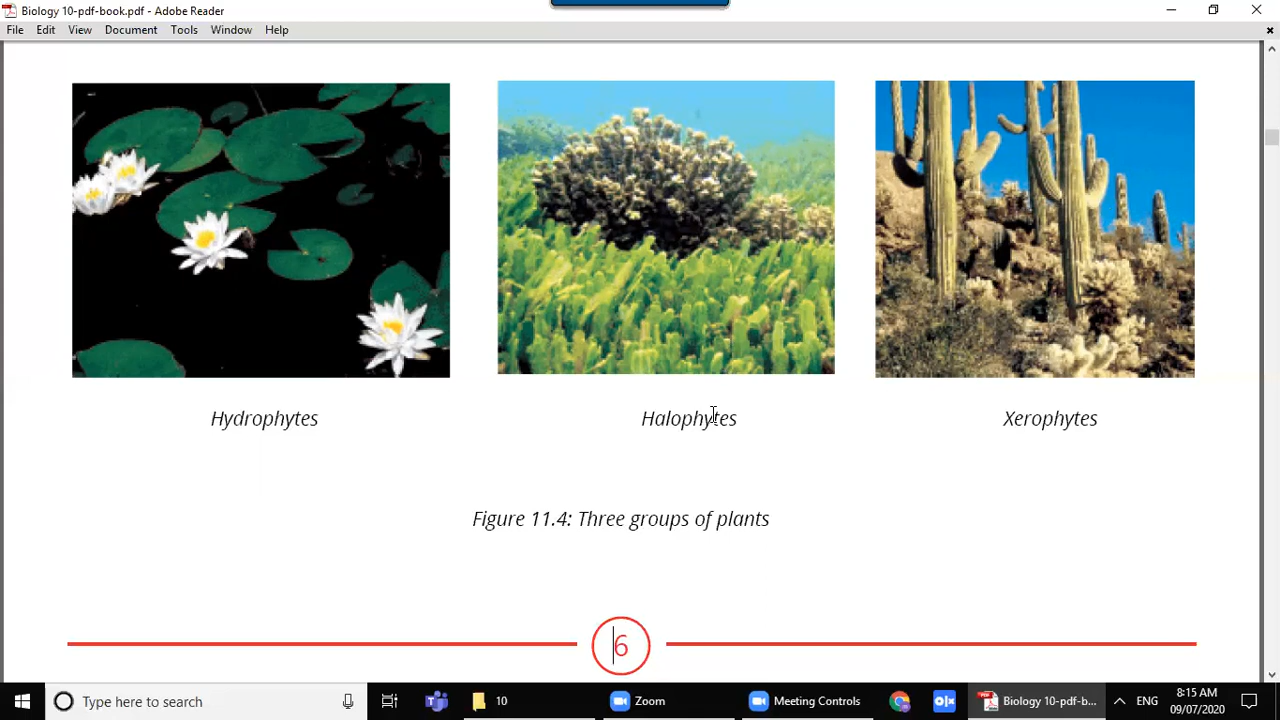 Biology 10-pdf-book.pdf - Adobe Reader
File Edit View Document Tools Window Help
Hydrophytes Halophytes Xerophytes
Figure 11.4: Three groups of plants
6
Type here to search
10
Zoom
Meeting Controls
Biology 10-pdf-b...
ENG
8:15 AM
09/07/2020